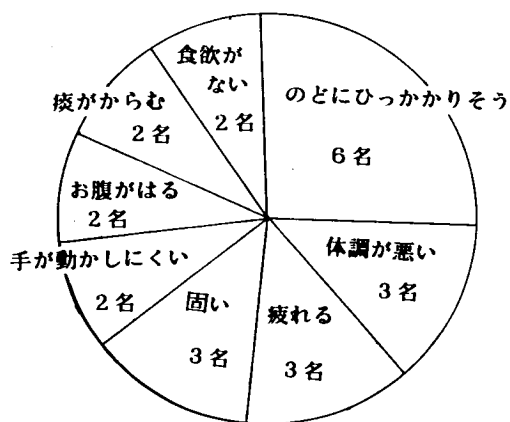 のどにひっかかりそう
6名
体調が悪い
3名
疲れる
3名
固い
3名
手が動かしにくい
2名
お腹がはる
2名
痰がからむ
2名
食欲が
ない
2名